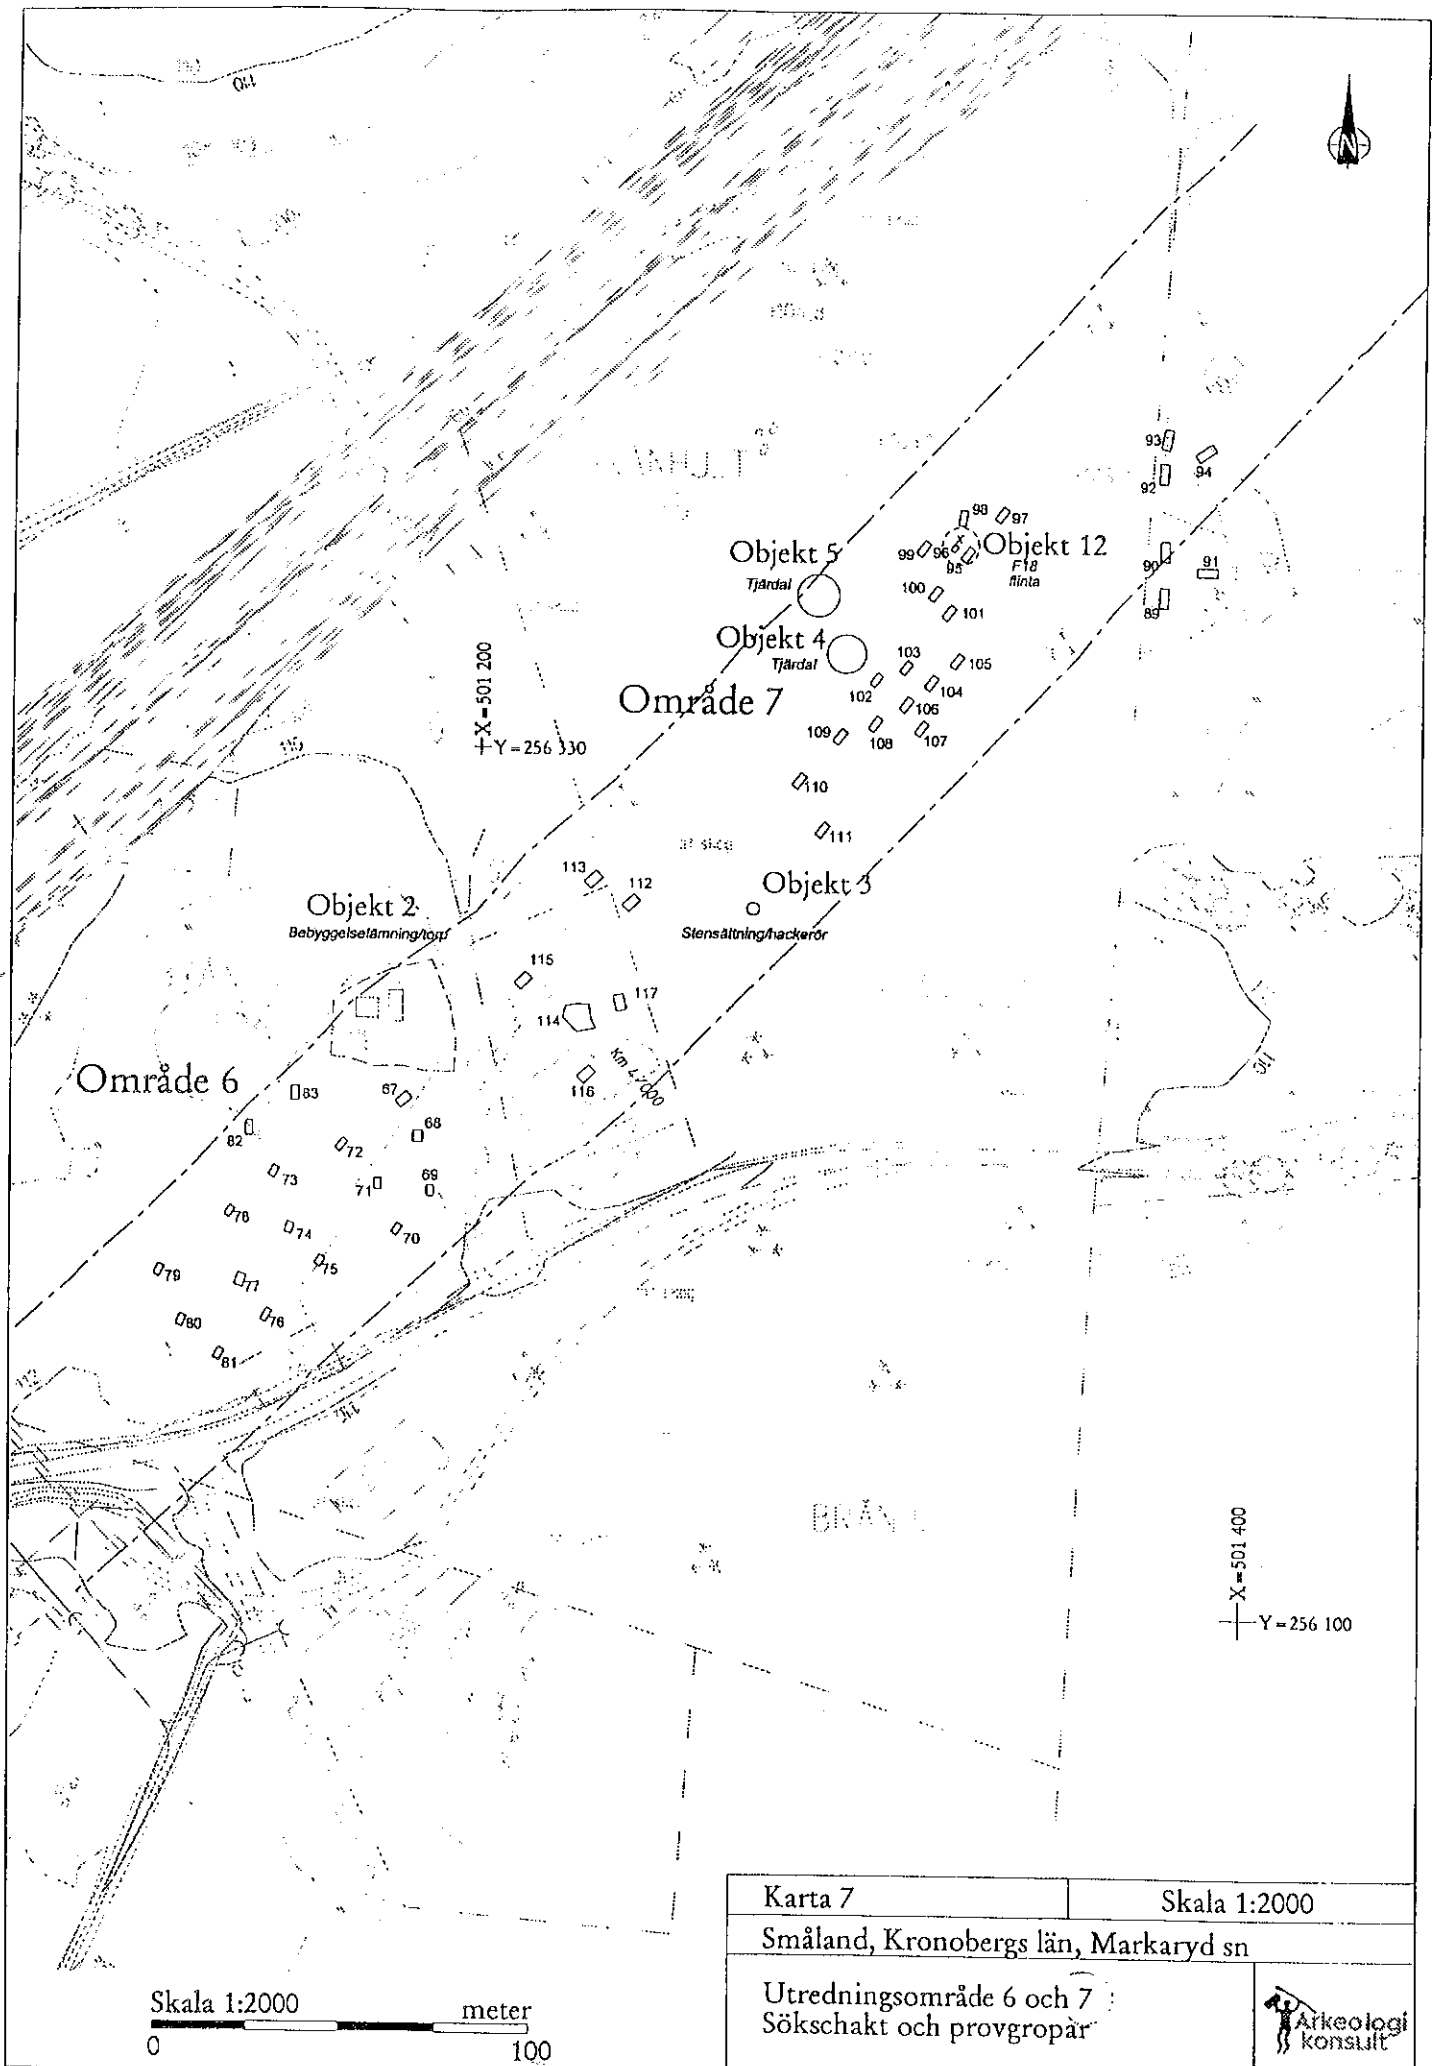 110
N
93
94
92
98
97
99
96
95
Objekt 12
F18
flinta
90
91
89
Objekt 5
Tjärdal
100
101
Objekt 4
Tjärdal
103
105
102
104
106
Område 7
X=501 200
Y=256 330
109
108
107
110
110
111
113
112
Objekt 3
Stensättning/hackerör
Objekt 2
Bebyggelselämning/torp
115
117
114
116
Km 47000
Område 6
83
67
82
68
72
73
71
69
78
74
70
75
79
77
80
76
81
112
BRÄN
X=501 400
Y=256 100
Karta 7
Skala 1:2000
Småland, Kronobergs län, Markaryd sn
Utredningsområde 6 och 7
Sökschakt och provgropar
Arkeologi
konsult
Skala 1:2000 meter
0 100